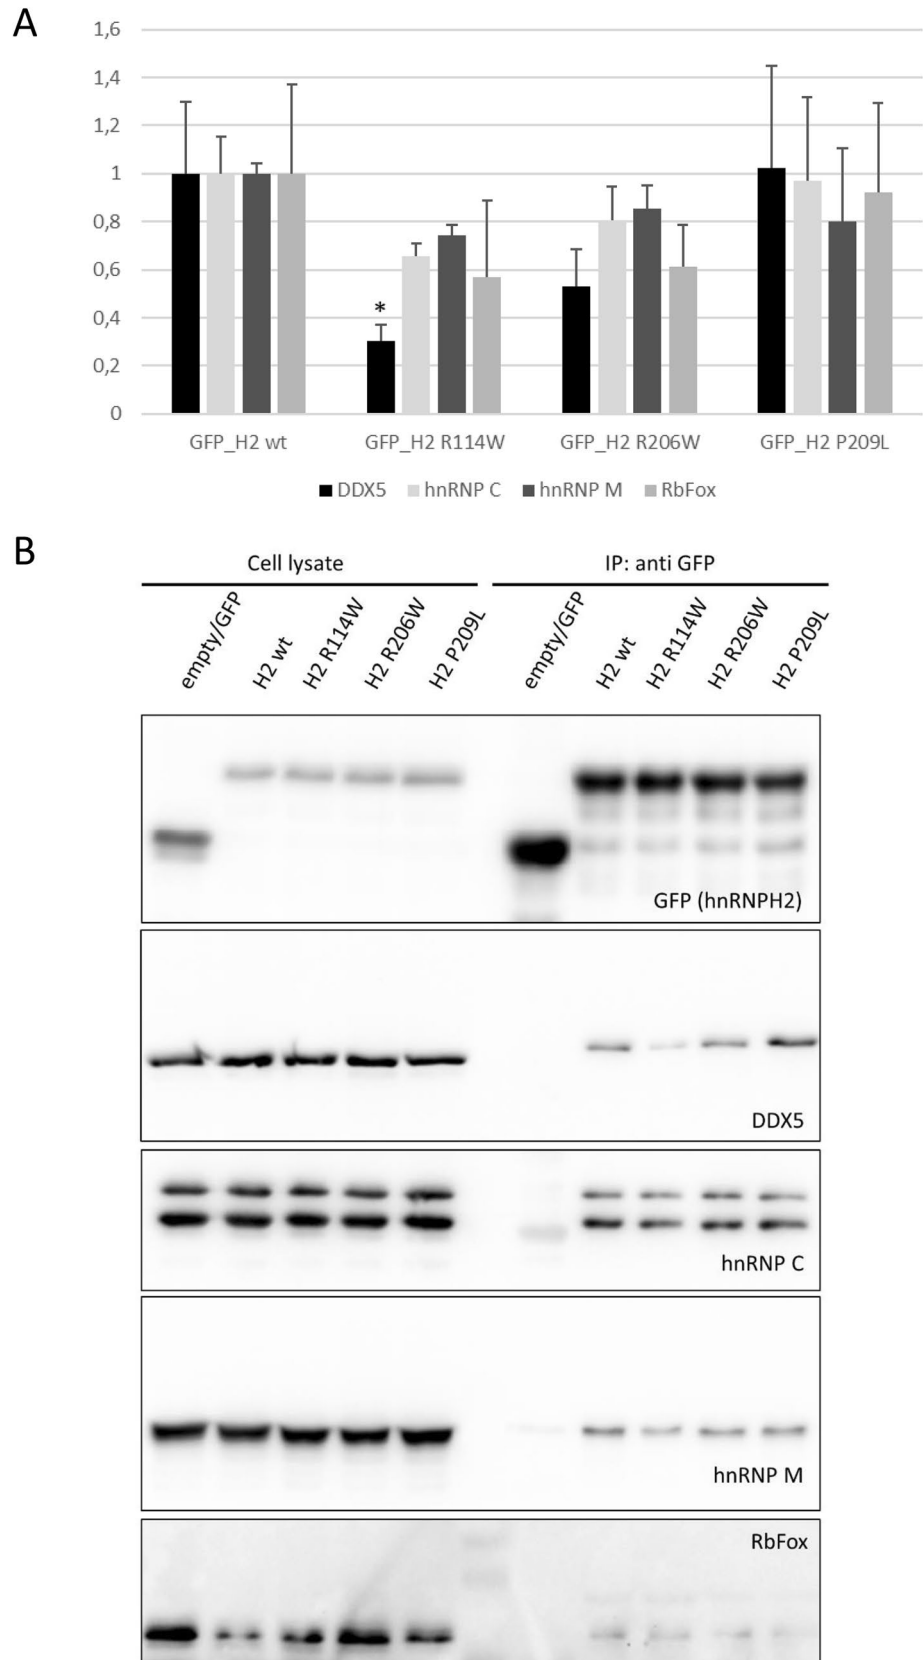 A
1,6
1,4
1,2
1
0,8
0,6
0,4
0,2
0
*
GFP_H2 wt GFP_H2 R114W GFP_H2 R206W GFP_H2 P209L
DDX5 hnRNP C hnRNP M RbFox
B
Cell lysate IP: anti GFP
empty/GFP H2 wt H2 R114W H2 R206W H2 P209L empty/GFP H2 wt H2 R114W H2 R206W H2 P209L
GFP (hnRNPH2)
DDX5
hnRNP C
hnRNP M
RbFox